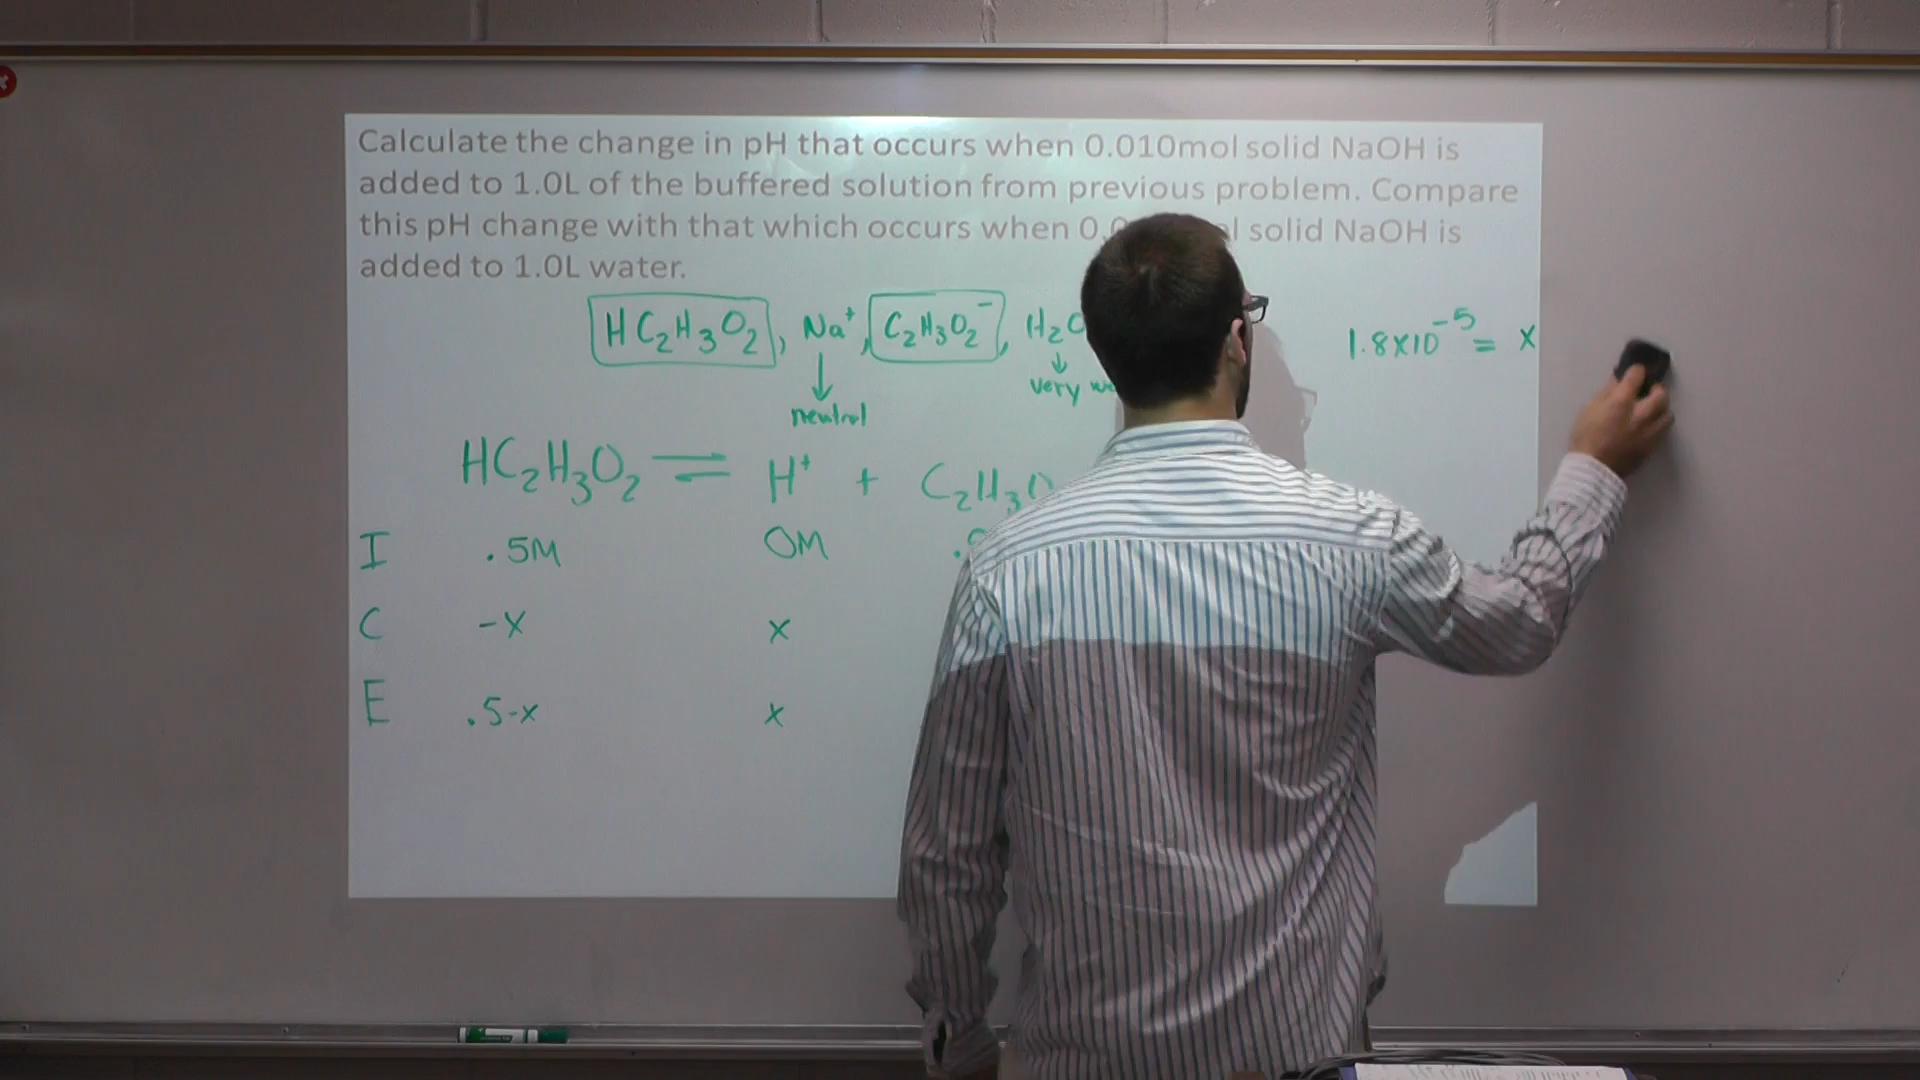 Calculate the change in pH that occurs when 0.010mol solid NaOH is
added to 1.0L of the buffered solution from previous problem. Compare
this pH change with that which occurs when solid NaOH is
added to 1.0L water.
HC₂H₃O₂, Na⁺, C₂H₃O₂⁻, H₂O
neutral
very
1.8x10⁻⁵ = x
HC₂H₃O₂ ⇌ H⁺ + C₂H₃O
I .5M 0M
C -x x
E .5-x x